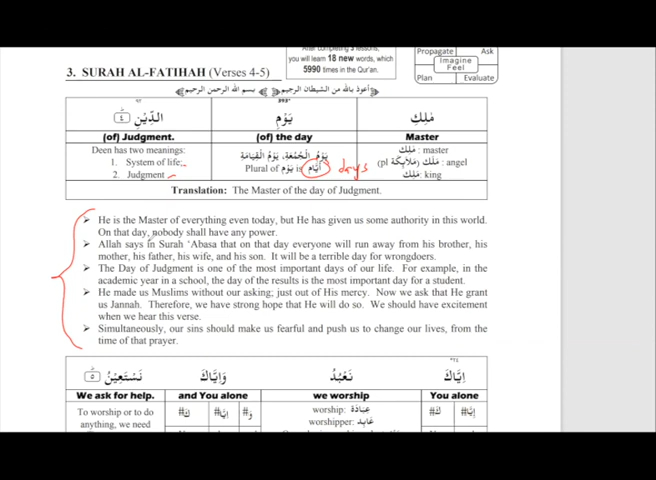 After completing 3 lessons,
you will learn 18 new words, which
5990 times in the Qur'an.
Propagate Ask
Imagine
Feel
Plan Evaluate
3. SURAH AL-FATIHAH (Verses 4-5)
أعوذ بالله من الشيطان الرجيم بسم الله الرحمن الرحيم
مَلِكِ يَوْمِ الدِّيْنِ ٤
(of) Judgment. (of) the day Master
Deen has two meanings:
1. System of life;
2. Judgment
يَوْمُ الْجُمُعَةِ، يَوْمُ الْقِيَامَةِ
Plural of يَوْم is أَيَّام days
مَالِك : master
(pl مَلَائِكَة) مَلَك : angel
مَلِك : king
Translation: The Master of the day of Judgment.
➢ He is the Master of everything even today, but He has given us some authority in this world.
On that day, nobody shall have any power.
➢ Allah says in Surah ‘Abasa that on that day everyone will run away from his brother, his
mother, his father, his wife, and his son. It will be a terrible day for wrongdoers.
➢ The Day of Judgment is one of the most important days of our life. For example, in the
academic year in a school, the day of the results is the most important day for a student.
➢ He made us Muslims without our asking; just out of His mercy. Now we ask that He grant
us Jannah. Therefore, we have strong hope that He will do so. We should have excitement
when we hear this verse.
➢ Simultaneously, our sins should make us fearful and push us to change our lives, from the
time of that prayer.
إِيَّاكَ نَعْبُدُ وَإِيَّاكَ نَسْتَعِيْنُ ٥
We ask for help. and You alone we worship You alone
To worship or to do
anything, we need
كَ# إِيَّا# وَ#
worship: عِبَادَة
worshipper: عَابِد
كَ# إِيَّا#